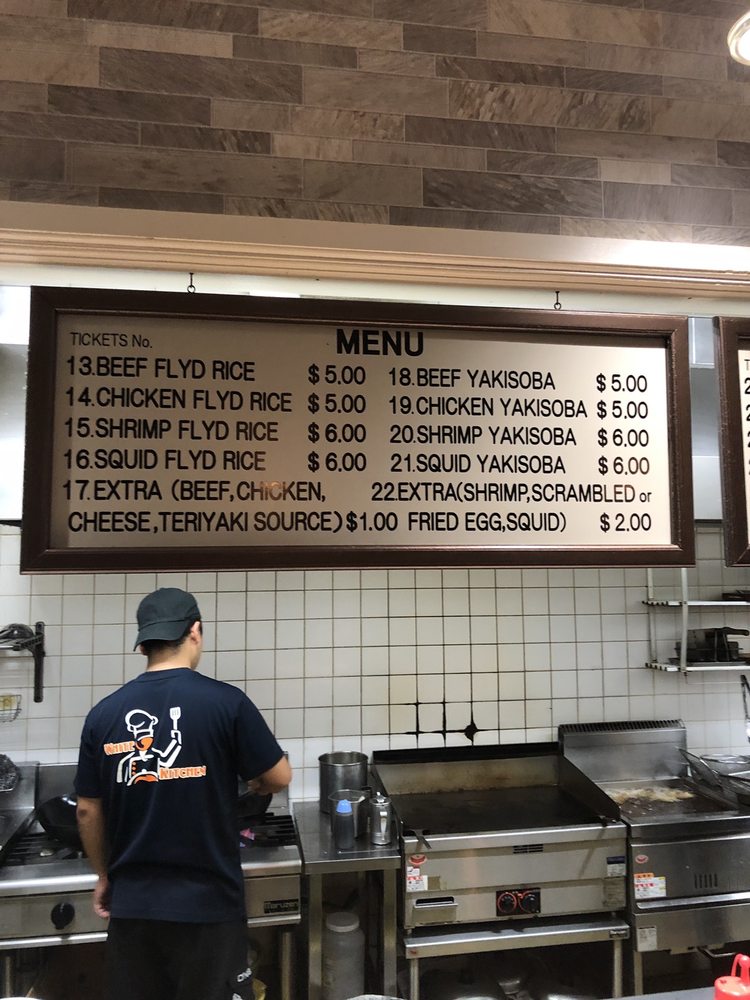 TICKETS No.
MENU
13.BEEF FLYD RICE $5.00
14.CHICKEN FLYD RICE $5.00
15.SHRIMP FLYD RICE $6.00
16.SQUID FLYD RICE $6.00
17.EXTRA (BEEF,CHICKEN,
CHEESE,TERIYAKI SOURCE) $1.00
18.BEEF YAKISOBA $5.00
19.CHICKEN YAKISOBA $5.00
20.SHRIMP YAKISOBA $6.00
21.SQUID YAKISOBA $6.00
22.EXTRA(SHRIMP,SCRAMBLED or
FRIED EGG,SQUID) $2.00
WHITE
KITCHEN
Maruzen